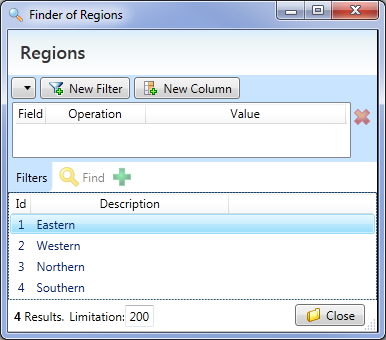 Finder of Regions
Regions
New Filter New Column
Field Operation Value
Filters Find
Id Description
1 Eastern
2 Western
3 Northern
4 Southern
4 Results. Limitation: 200 Close